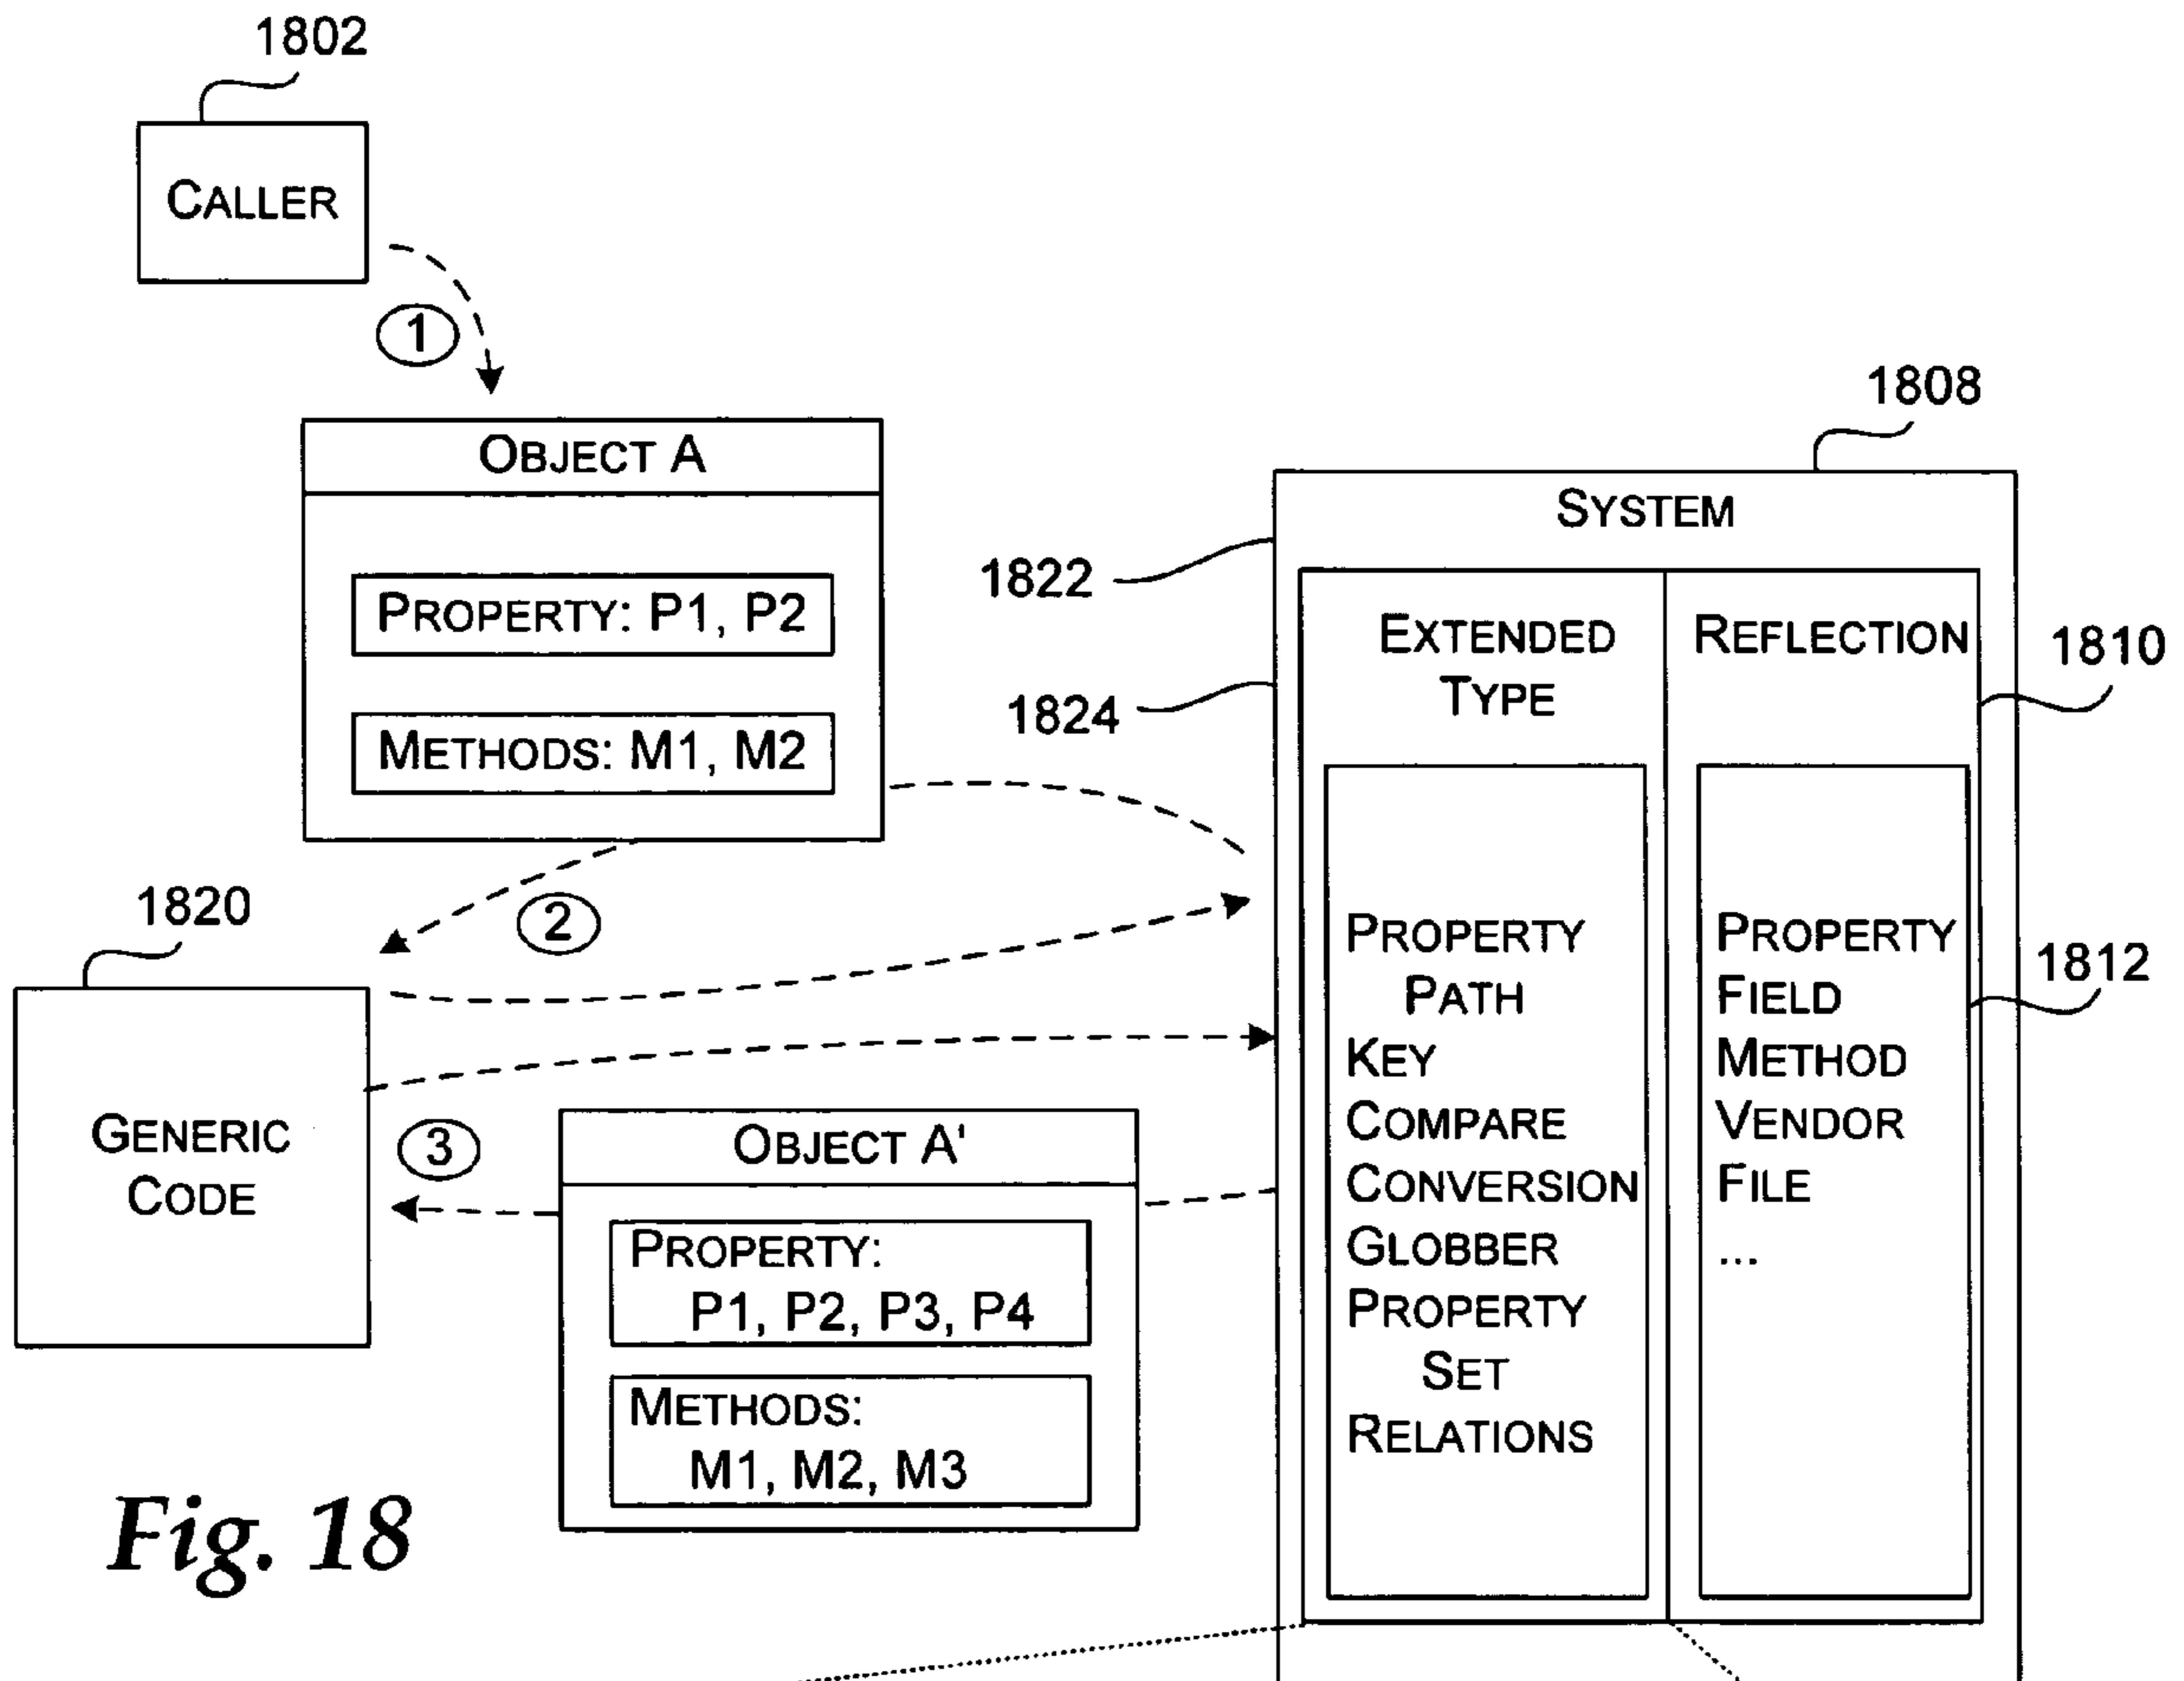 1802
CALLER
1
OBJECT A
PROPERTY: P1, P2
METHODS: M1, M2
2
1820
GENERIC
CODE
3
OBJECT A'
PROPERTY:
P1, P2, P3, P4
METHODS:
M1, M2, M3
1808
SYSTEM
1822
1824
EXTENDED
TYPE
PROPERTY
PATH
KEY
COMPARE
CONVERSION
GLOBBER
PROPERTY
SET
RELATIONS
REFLECTION
1810
PROPERTY
FIELD
METHOD
VENDOR
FILE
...
1812
Fig. 18